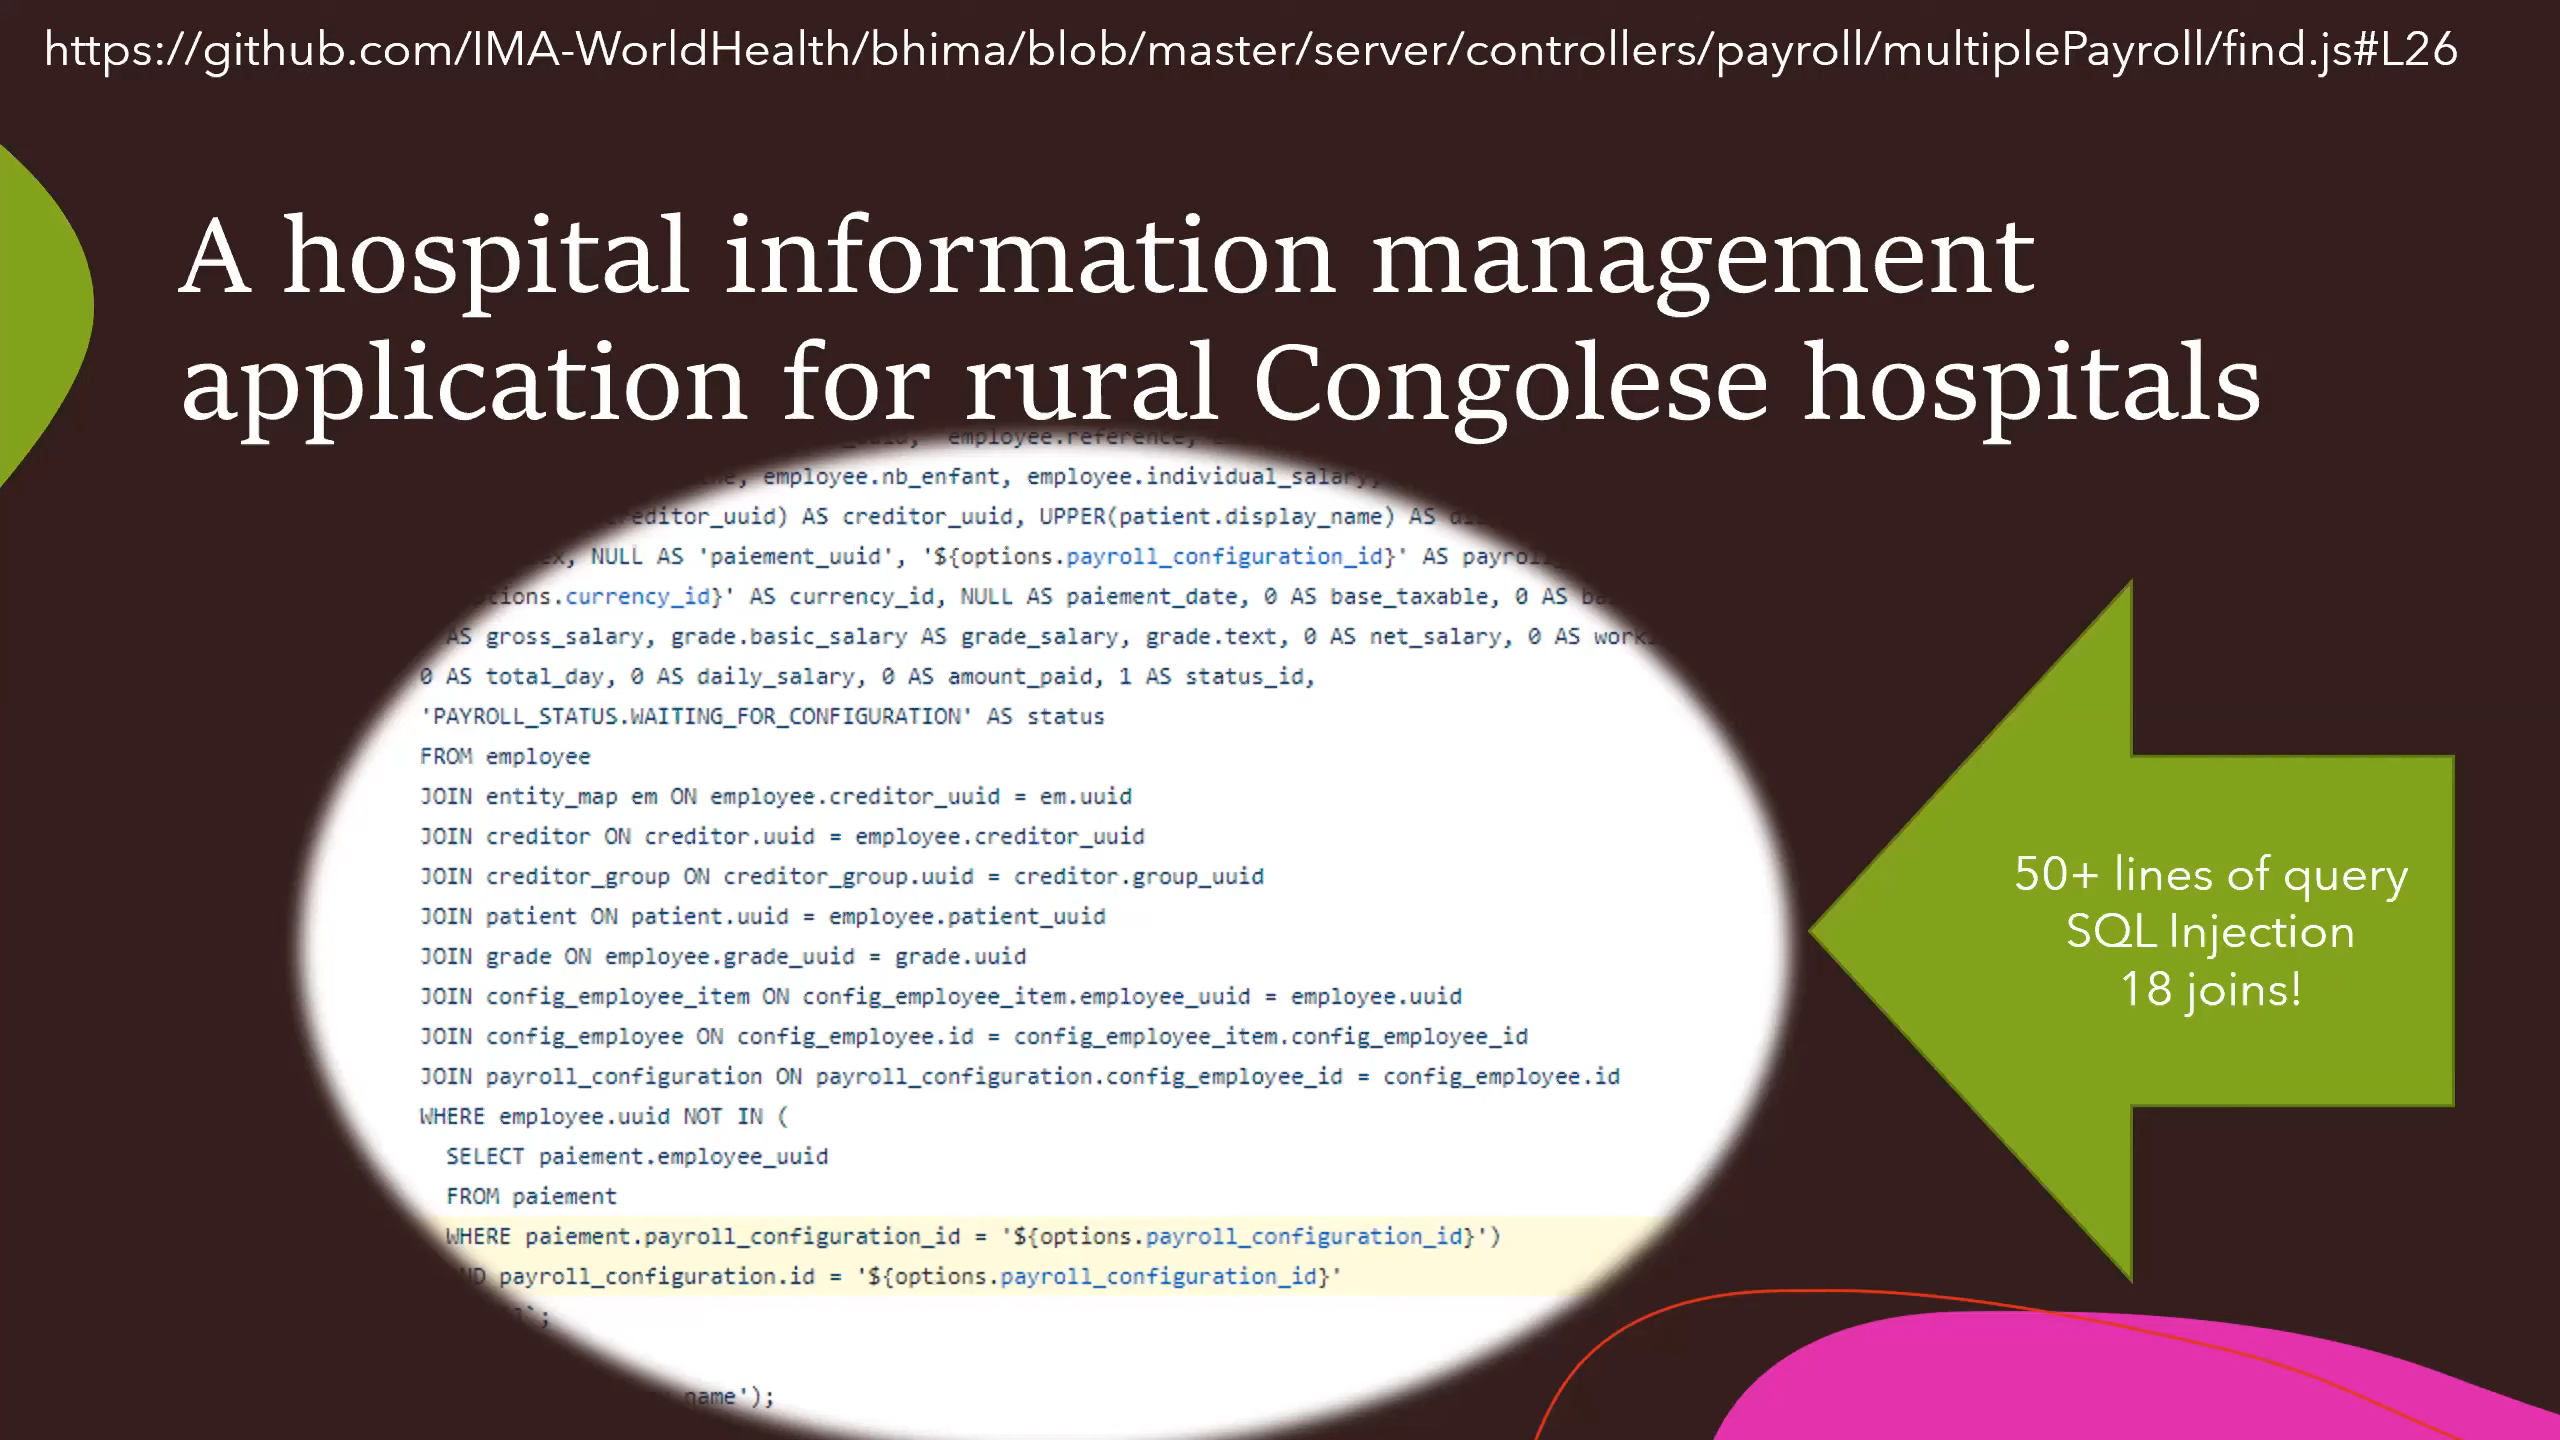 https://github.com/IMA-WorldHealth/bhima/blob/master/server/controllers/payroll/multiplePayroll/find.js#L26
A hospital information management
application for rural Congolese hospitals
employee.reference,
employee.nb_enfant, employee.individual_salary,
creditor_uuid) AS creditor_uuid, UPPER(patient.display_name) AS
NULL AS 'paiement_uuid', '${options.payroll_configuration_id}' AS
.currency_id}' AS currency_id, NULL AS paiement_date, 0 AS base_taxable, 0 AS
AS gross_salary, grade.basic_salary AS grade_salary, grade.text, 0 AS net_salary, 0 AS
0 AS total_day, 0 AS daily_salary, 0 AS amount_paid, 1 AS status_id,
'PAYROLL_STATUS.WAITING_FOR_CONFIGURATION' AS status
FROM employee
JOIN entity_map em ON employee.creditor_uuid = em.uuid
JOIN creditor ON creditor.uuid = employee.creditor_uuid
JOIN creditor_group ON creditor_group.uuid = creditor.group_uuid
JOIN patient ON patient.uuid = employee.patient_uuid
JOIN grade ON employee.grade_uuid = grade.uuid
JOIN config_employee_item ON config_employee_item.employee_uuid = employee.uuid
JOIN config_employee ON config_employee.id = config_employee_item.config_employee_id
JOIN payroll_configuration ON payroll_configuration.config_employee_id = config_employee.id
WHERE employee.uuid NOT IN (
SELECT paiement.employee_uuid
FROM paiement
WHERE paiement.payroll_configuration_id = '${options.payroll_configuration_id}')
AND payroll_configuration.id = '${options.payroll_configuration_id}'
`;
name');
50+ lines of query
SQL Injection
18 joins!